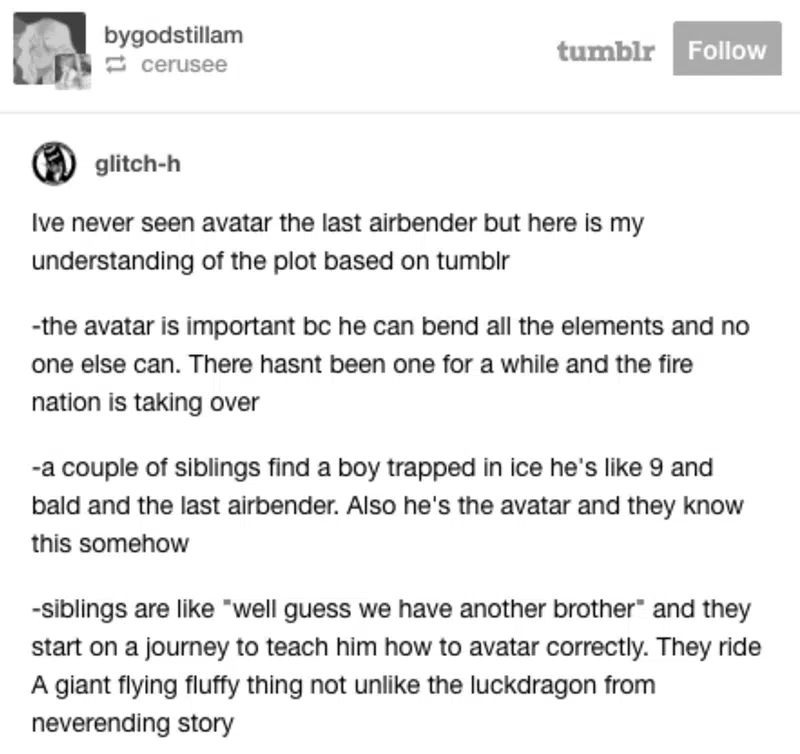 bygodstillam
cerusee
tumblr
Follow
glitch-h
Ive never seen avatar the last airbender but here is my
understanding of the plot based on tumblr
-the avatar is important bc he can bend all the elements and no
one else can. There hasnt been one for a while and the fire
nation is taking over
-a couple of siblings find a boy trapped in ice he's like 9 and
bald and the last airbender. Also he's the avatar and they know
this somehow
-siblings are like "well guess we have another brother" and they
start on a journey to teach him how to avatar correctly. They ride
A giant flying fluffy thing not unlike the luckdragon from
neverending story